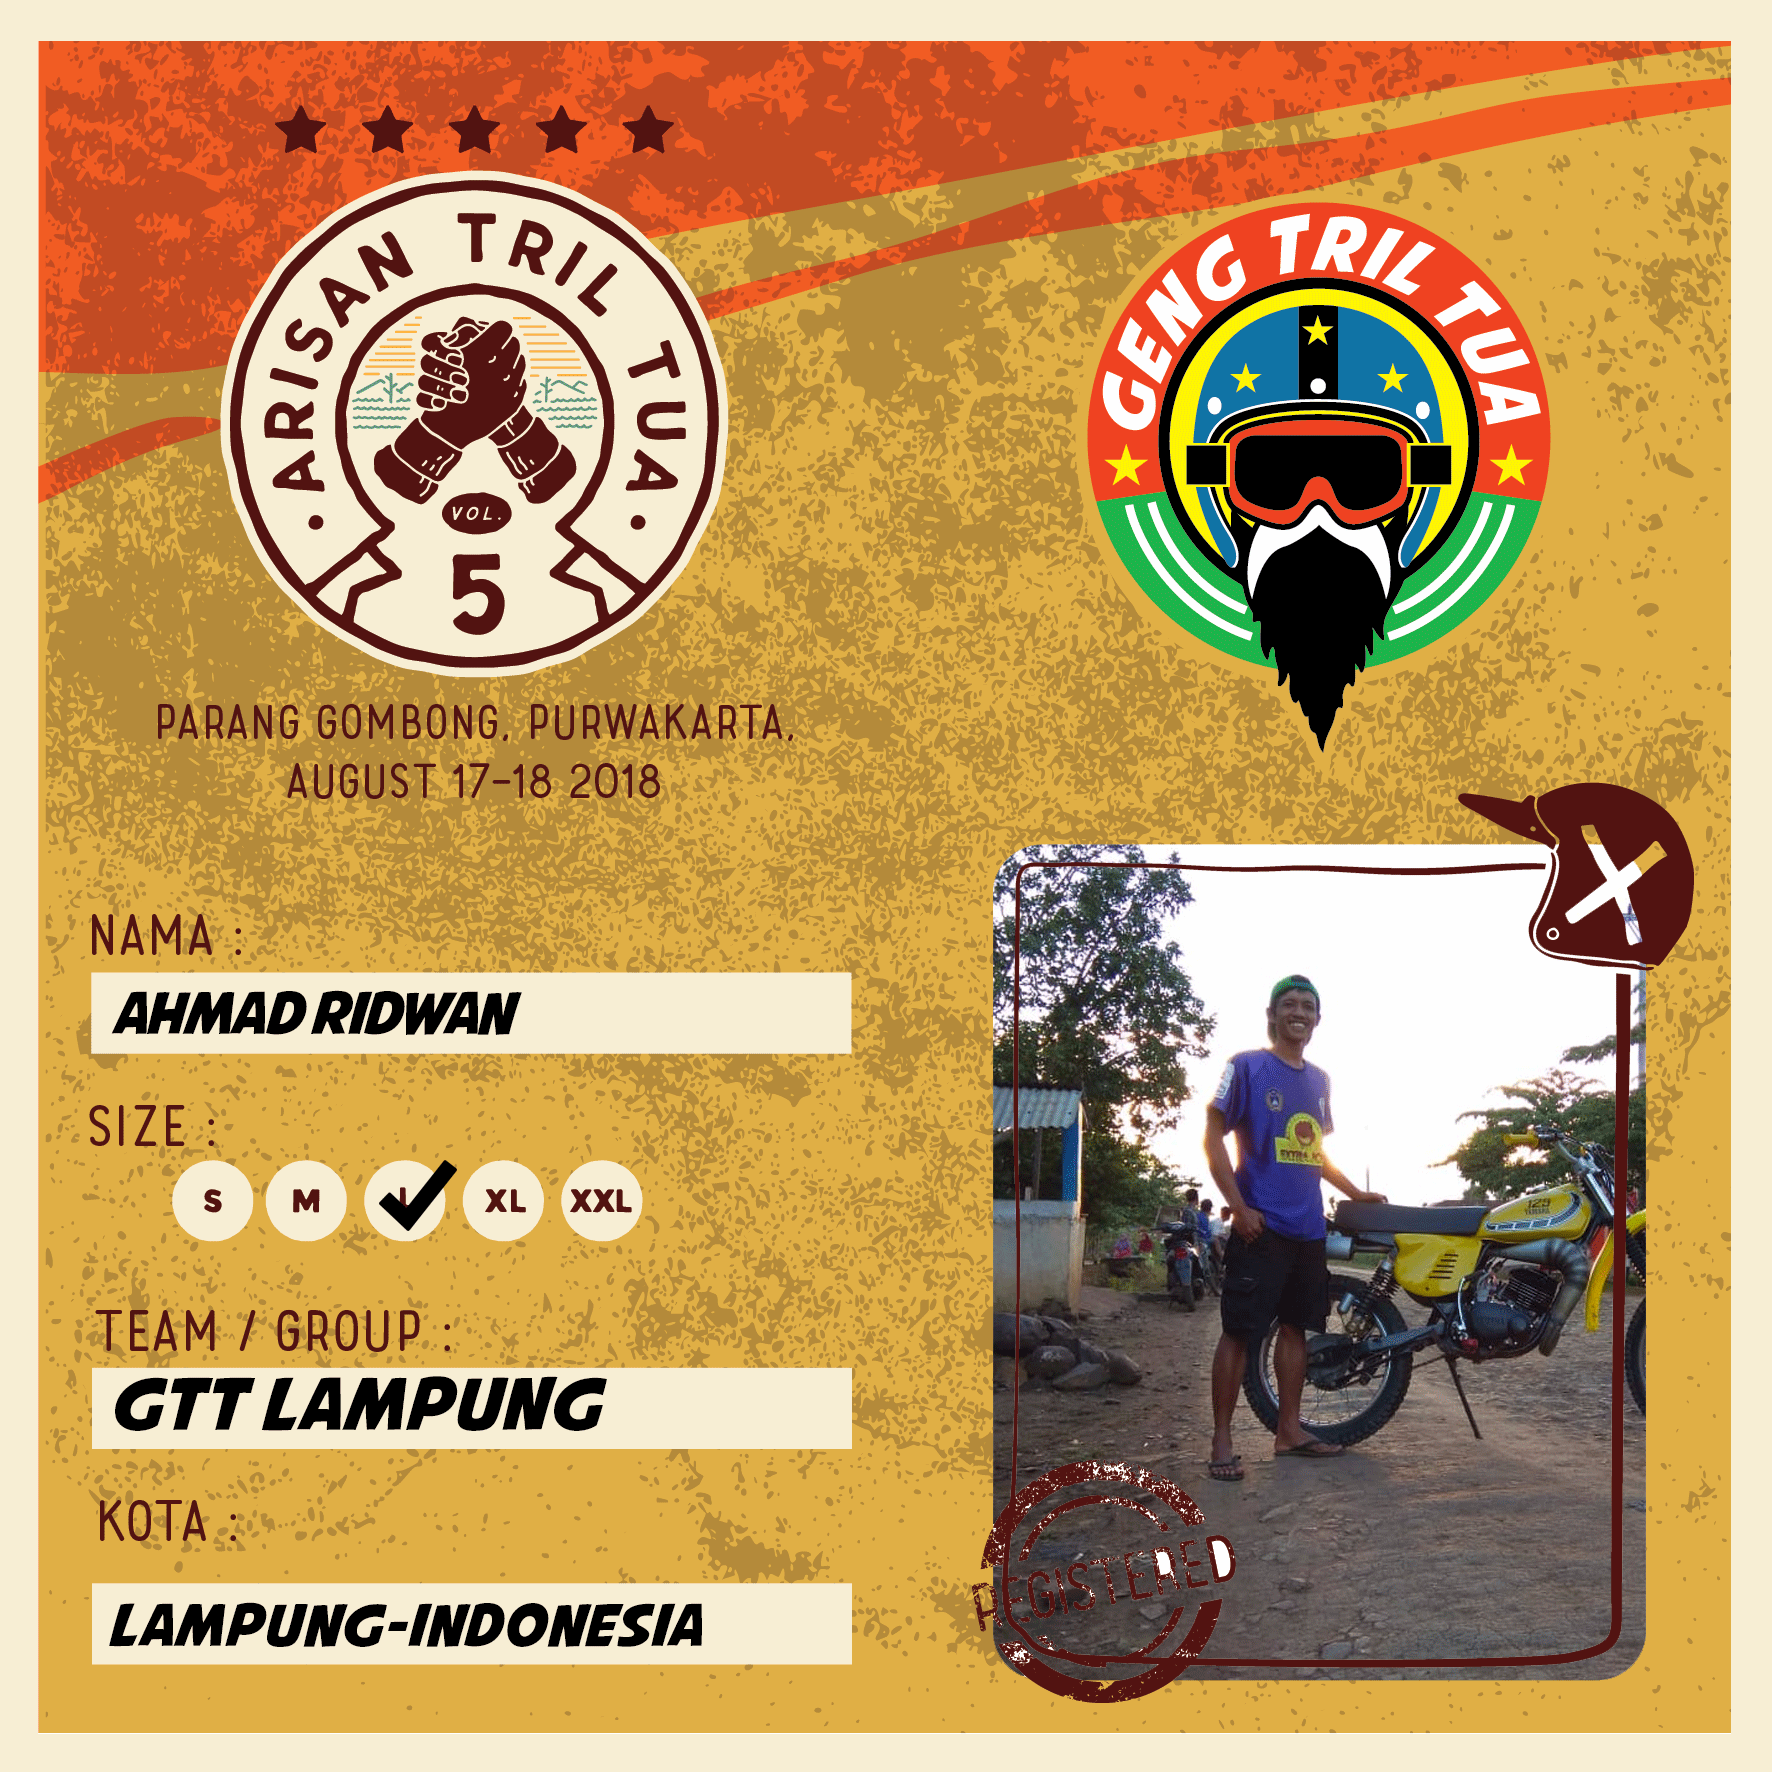 ARISAN TRIL TUA
VOL.
5
GENG TRIL TUA
PARANG GOMBONG, PURWAKARTA,
AUGUST 17-18 2018
NAMA :
AHMAD RIDWAN
SIZE :
S M L XL XXL
TEAM / GROUP :
GTT LAMPUNG
KOTA :
LAMPUNG-INDONESIA
125
REGISTERED